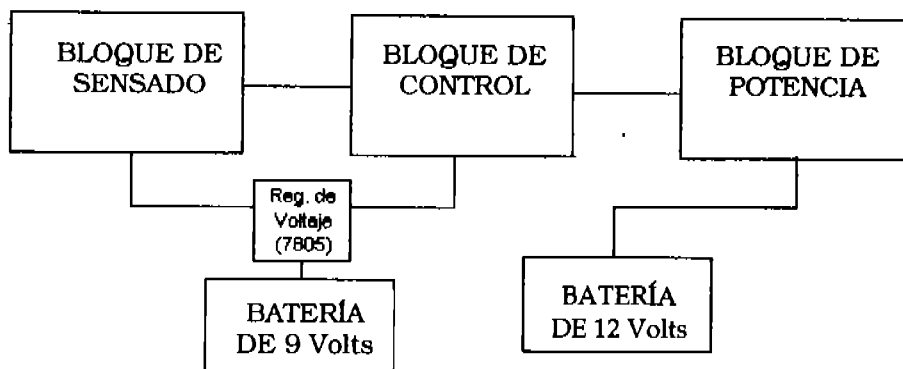 BLOQUE DE
SENSADO
BLOQUE DE
CONTROL
BLOQUE DE
POTENCIA
Reg. de
Voltaje
(7805)
BATERÍA
DE 9 Volts
BATERÍA
DE 12 Volts